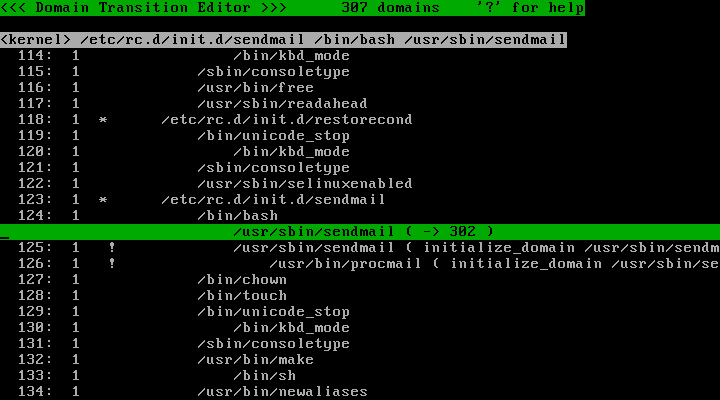 <<< Domain Transition Editor >>>      307 domains    '?' for help
<kernel> /etc/rc.d/init.d/sendmail /bin/bash /usr/sbin/sendmail
114:  1                 /bin/kbd_mode
115:  1             /sbin/consoletype
116:  1             /usr/bin/free
117:  1             /usr/sbin/readahead
118:  1  *      /etc/rc.d/init.d/restorecond
119:  1             /bin/unicode_stop
120:  1                 /bin/kbd_mode
121:  1             /sbin/consoletype
122:  1             /usr/sbin/selinuxenabled
123:  1  *      /etc/rc.d/init.d/sendmail
124:  1             /bin/bash
/usr/sbin/sendmail ( -> 302 )
125:  1   !             /usr/sbin/sendmail ( initialize_domain /usr/sbin/sendm
126:  1   !                 /usr/bin/procmail ( initialize_domain /usr/sbin/se
127:  1             /bin/chown
128:  1             /bin/touch
129:  1             /bin/unicode_stop
130:  1                 /bin/kbd_mode
131:  1             /sbin/consoletype
132:  1             /usr/bin/make
133:  1                 /bin/sh
134:  1             /usr/bin/newaliases